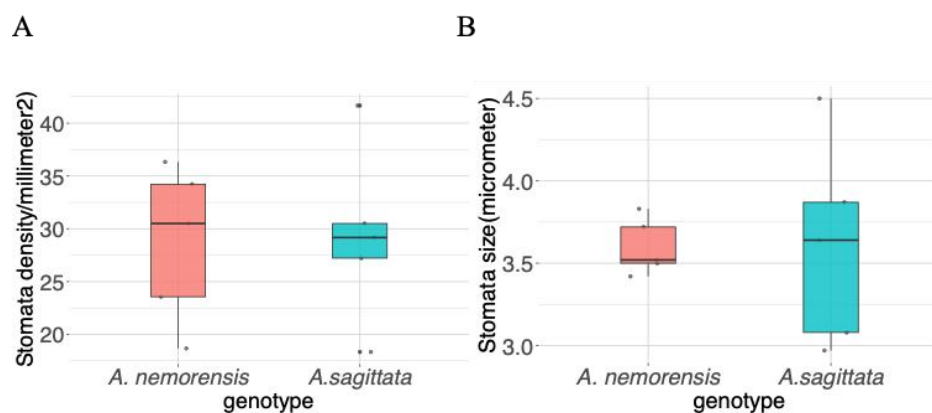 A
Stomata density/millimeter2)
40
35
30
25
20
A. nemorensis
A.sagittata
genotype
B
Stomata size(micrometer)
4.5
4.0
3.5
3.0
A. nemorensis
A.sagittata
genotype